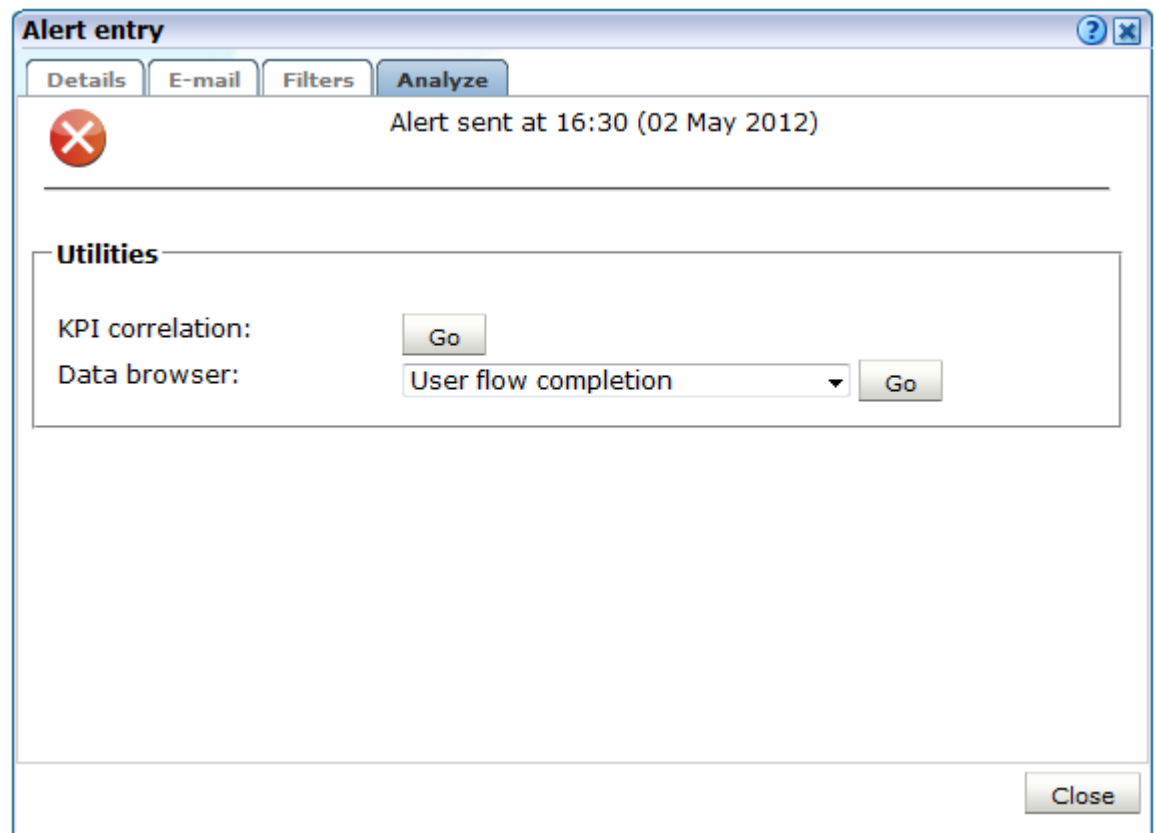 Alert entry
Details E-mail Filters Analyze
Alert sent at 16:30 (02 May 2012)
Utilities
KPI correlation: Go
Data browser: User flow completion Go
Close